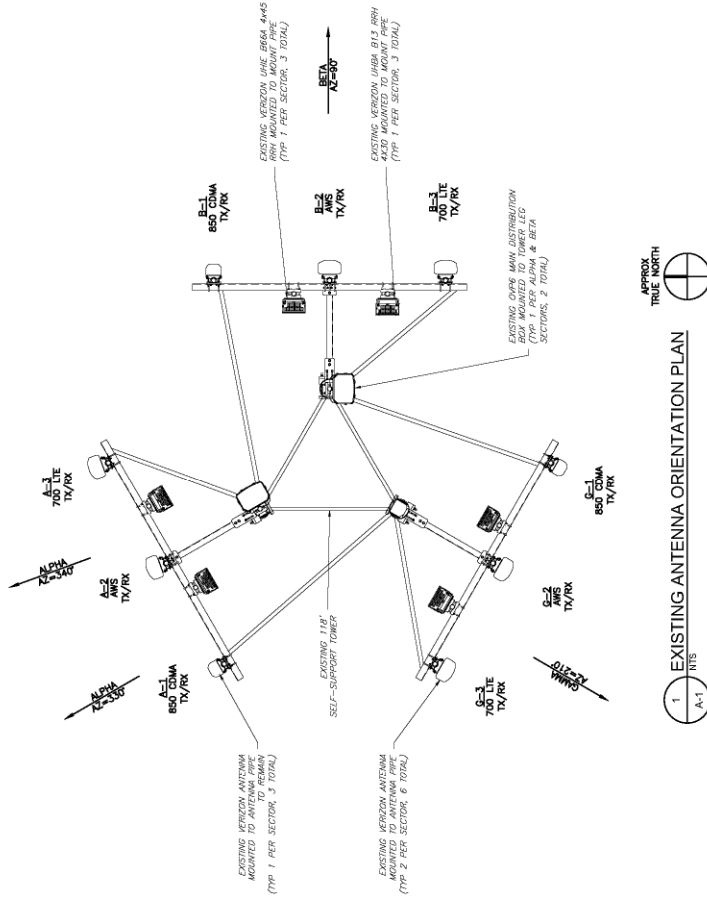 ALPHA
AZ=330°
ALPHA
AZ=340°
A-1
850 CDMA
TX/RX
A-2
AWS
TX/RX
A-3
700 LTE
TX/RX
EXISTING VERIZON ANTENNA
MOUNTED TO ANTENNA PIPE
TO REMAIN
(TYP 1 PER SECTOR, 3 TOTAL)
EXISTING 118'
SELF-SUPPORT TOWER
EXISTING VERIZON UHIE B66A 4x45
RRH MOUNTED TO MOUNT PIPE
(TYP 1 PER SECTOR, 3 TOTAL)
B-1
850 CDMA
TX/RX
BETA
AZ=90°
B-2
AWS
TX/RX
EXISTING VERIZON UHBA B13 RRH
4X30 MOUNTED TO MOUNT PIPE
(TYP 1 PER SECTOR, 3 TOTAL)
B-3
700 LTE
TX/RX
EXISTING OVP6 MAIN DISTRIBUTION
BOX MOUNTED TO TOWER LEG
(TYP 1 PER ALPHA & BETA
SECTORS, 2 TOTAL)
EXISTING VERIZON ANTENNA
MOUNTED TO ANTENNA PIPE
(TYP 2 PER SECTOR, 6 TOTAL)
G-3
700 LTE
TX/RX
G-2
AWS
TX/RX
G-1
850 CDMA
TX/RX
GAMMA
AZ=210°
APPROX
TRUE NORTH
1
A-1
EXISTING ANTENNA ORIENTATION PLAN
NTS